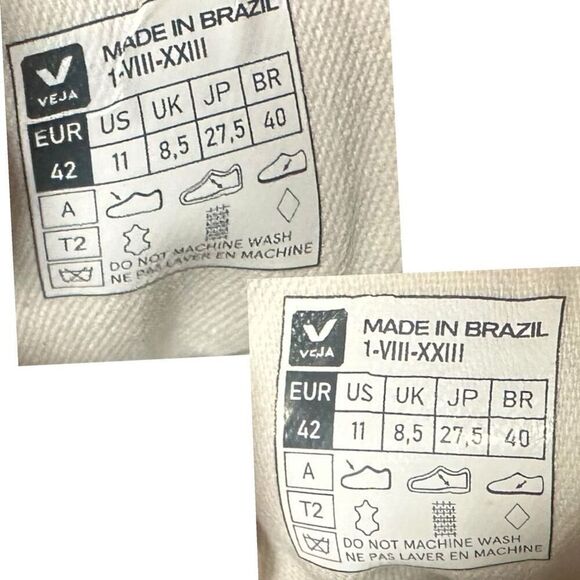 MADE IN BRAZIL
1-VIII-XXIII
VEJA
EUR US UK JP BR
42 11 8,5 27,5 40
A
T2
DO NOT MACHINE WASH
NE PAS LAVER EN MACHINE
MADE IN BRAZIL
1-VIII-XXIII
VEJA
EUR US UK JP BR
42 11 8,5 27,5 40
A
T2
DO NOT MACHINE WASH
NE PAS LAVER EN MACHINE